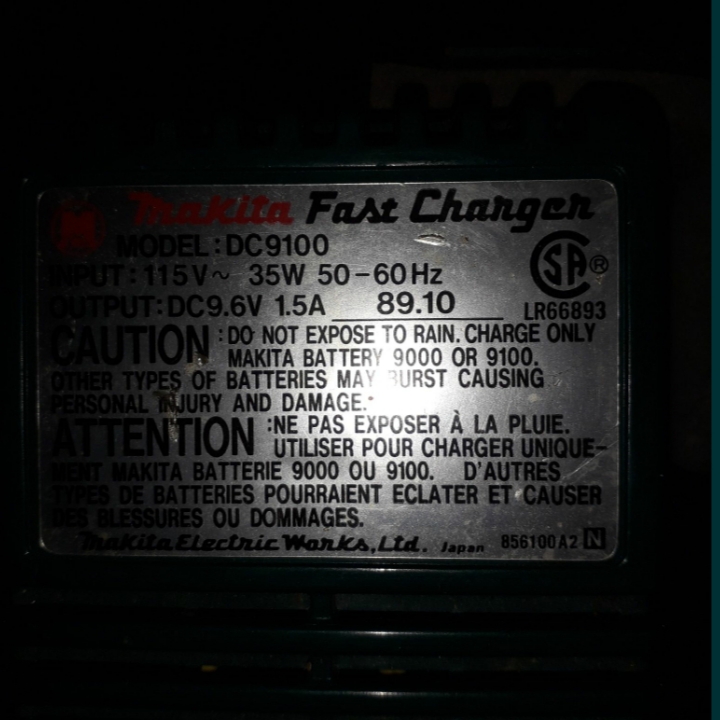 Makita Fast Charger
MODEL: DC9100
INPUT: 115V~ 35W 50-60Hz
OUTPUT: DC9.6V 1.5A 89.10
SA ®
LR66893
CAUTION : DO NOT EXPOSE TO RAIN. CHARGE ONLY
MAKITA BATTERY 9000 OR 9100.
OTHER TYPES OF BATTERIES MAY BURST CAUSING
PERSONAL INJURY AND DAMAGE.
ATTENTION : NE PAS EXPOSER À LA PLUIE.
UTILISER POUR CHARGER UNIQUE-
MENT MAKITA BATTERIE 9000 OU 9100. D'AUTRES
TYPES DE BATTERIES POURRAIENT ECLATER ET CAUSER
DES BLESSURES OU DOMMAGES.
Makita Electric Works, Ltd. Japan 856100A2 N